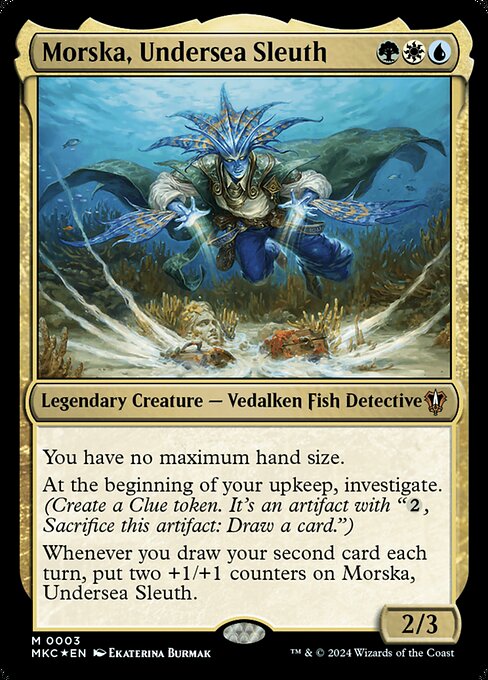 Morska, Undersea Sleuth
Legendary Creature — Vedalken Fish Detective
You have no maximum hand size.
At the beginning of your upkeep, investigate.
(Create a Clue token. It's an artifact with “2,
Sacrifice this artifact: Draw a card.”)
Whenever you draw your second card each
turn, put two +1/+1 counters on Morska,
Undersea Sleuth.
2/3
M 0003
MKC★EN Ekaterina Burmak
™ & © 2024 Wizards of the Coast